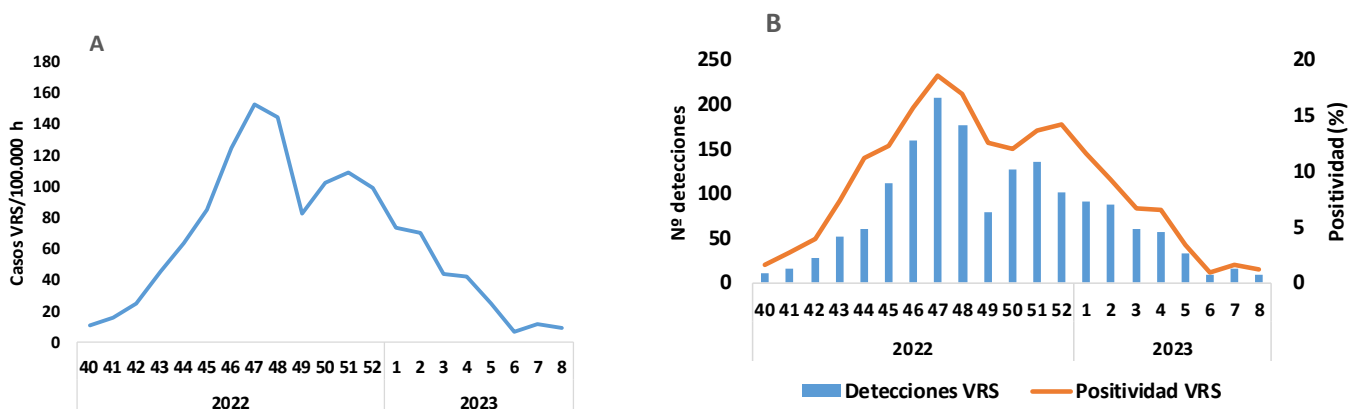 A
Casos VRS/100.000 h
180
160
140
120
100
80
60
40
20
0
40 41 42 43 44 45 46 47 48 49 50 51 52 1 2 3 4 5 6 7 8
2022 2023
B
Nº detecciones
250
200
150
100
50
0
20
15
10
5
0
Positividad (%)
40 41 42 43 44 45 46 47 48 49 50 51 52 1 2 3 4 5 6 7 8
2022 2023
Detecciones VRS Positividad VRS